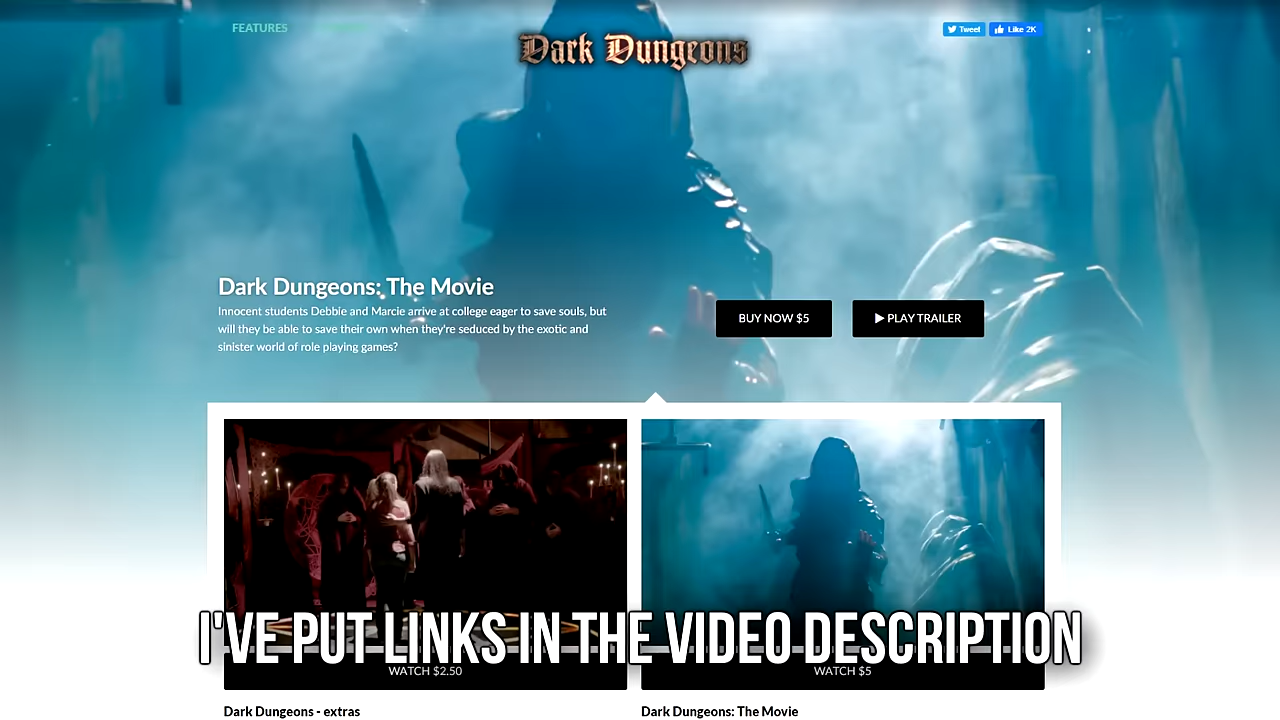 FEATURES
Tweet
Like 2K
Dark Dungeons
Dark Dungeons: The Movie
Innocent students Debbie and Marcie arrive at college eager to save souls, but
will they be able to save their own when they're seduced by the exotic and
sinister world of role playing games?
BUY NOW $5
PLAY TRAILER
I'VE PUT LINKS IN THE VIDEO DESCRIPTION
WATCH $2.50
WATCH $5
Dark Dungeons - extras
Dark Dungeons: The Movie